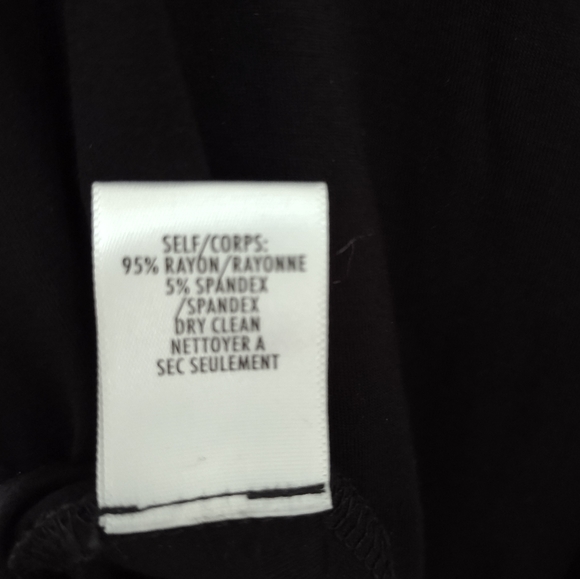 SELF/CORPS:
95% RAYON/RAYONNE
5% SPANDEX
/SPANDEX
DRY CLEAN
NETTOYER A
SEC SEULEMENT